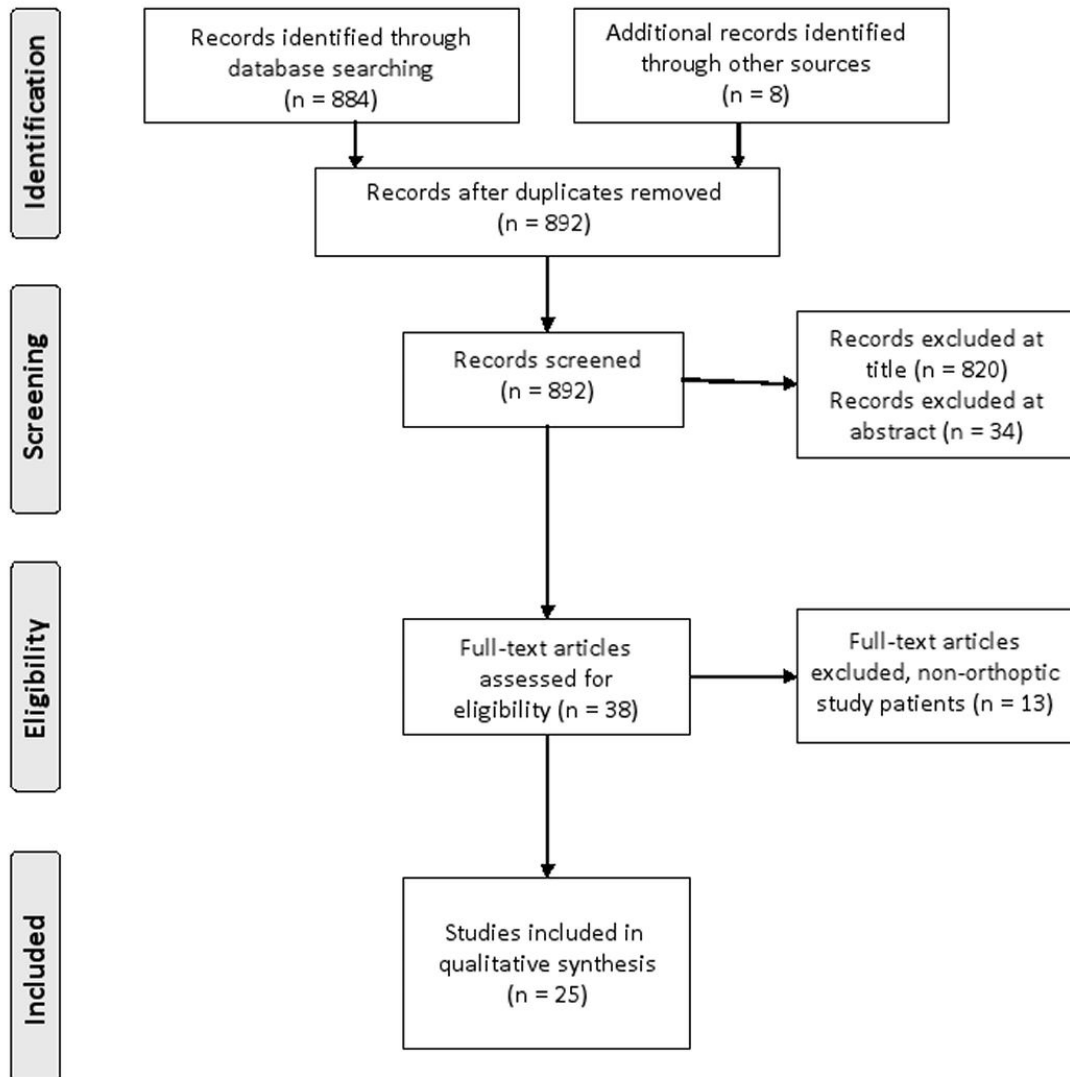 Identification
Records identified through
database searching
(n = 884)
Additional records identified
through other sources
(n = 8)
Records after duplicates removed
(n = 892)
Screening
Records screened
(n = 892)
Records excluded at
title (n = 820)
Records excluded at
abstract (n = 34)
Eligibility
Full-text articles
assessed for
eligibility (n = 38)
Full-text articles
excluded, non-orthoptic
study patients (n = 13)
Included
Studies included in
qualitative synthesis
(n = 25)